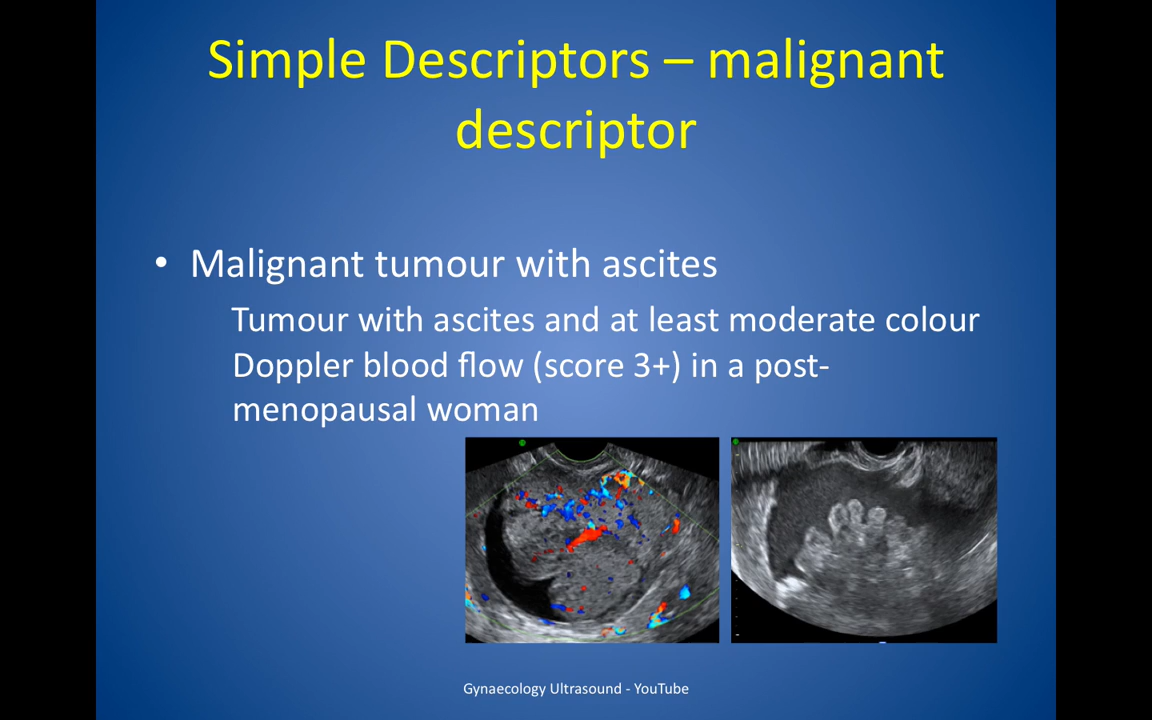 Simple Descriptors – malignant
descriptor
• Malignant tumour with ascites
Tumour with ascites and at least moderate colour
Doppler blood flow (score 3+) in a post-
menopausal woman
Gynaecology Ultrasound - YouTube